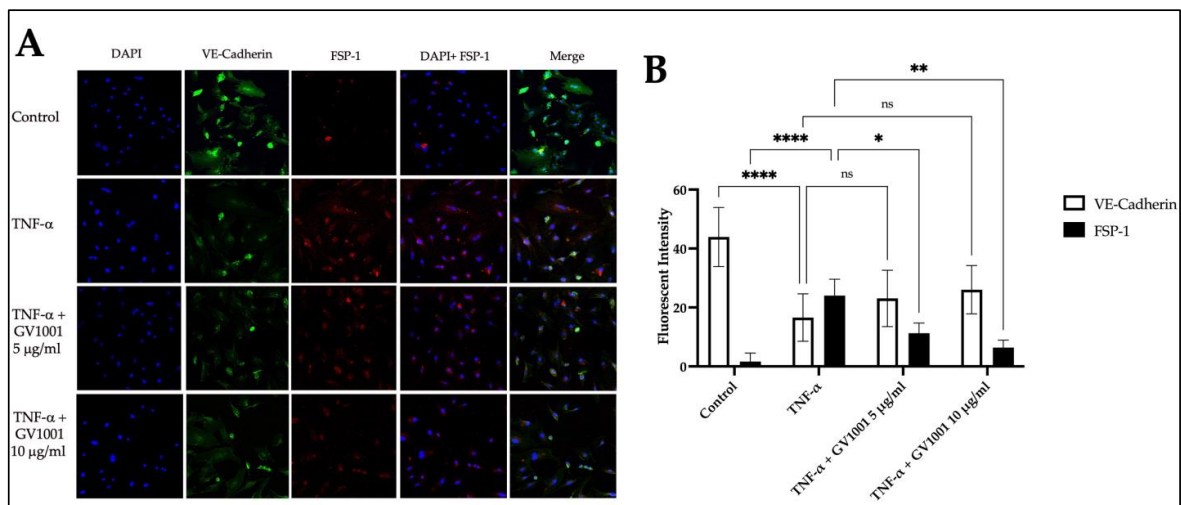 A
DAPI VE-Cadherin FSP-1 DAPI+ FSP-1 Merge
Control
TNF-α
TNF-α +
GV1001
5 µg/ml
TNF-α +
GV1001
10 µg/ml
B
**
ns
**** *
**** ns
60
40
20
0
Fluorescent Intensity
VE-Cadherin
FSP-1
Control
TNF-α
TNF-α + GV1001 5 µg/ml
TNF-α + GV1001 10 µg/ml